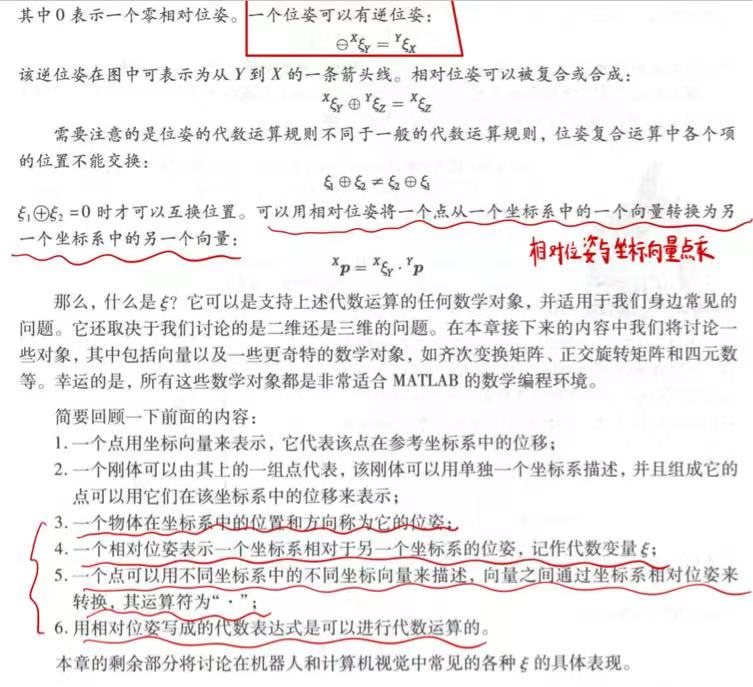 其中0表示一个零相对位姿。一个位姿可以有逆位姿：
⊖ˣξ_Y = ʸξ_X
该逆位姿在图中可表示为从 Y 到 X 的一条箭头线。相对位姿可以被复合或合成：
ˣξ_Y ⊕ ʸξ_Z = ˣξ_Z
需要注意的是位姿的代数运算规则不同于一般的代数运算规则，位姿复合运算中各个项
的位置不能交换：
ξ₁⊕ξ₂ ≠ ξ₂⊕ξ₁
ξ₁⊕ξ₂ =0 时才可以互换位置。可以用相对位姿将一个点从一个坐标系中的一个向量转换为另
一个坐标系中的另一个向量：
相对位姿与坐标向量点乘
ˣp = ˣξ_Y · ʸp
那么，什么是ξ？它可以是支持上述代数运算的任何数学对象，并适用于我们身边常见的
问题。它还取决于我们讨论的是二维还是三维的问题。在本章接下来的内容中我们将讨论一
些对象，其中包括向量以及一些更奇特的数学对象，如齐次变换矩阵、正交旋转矩阵和四元数
等。幸运的是，所有这些数学对象都是非常适合 MATLAB 的数学编程环境。
简要回顾一下前面的内容：
1. 一个点用坐标向量来表示，它代表该点在参考坐标系中的位移；
2. 一个刚体可以由其上的一组点代表，该刚体可以用单独一个坐标系描述，并且组成它的
点可以用它们在该坐标系中的位移来表示；
3. 一个物体在坐标系中的位置和方向称为它的位姿；
4. 一个相对位姿表示一个坐标系相对于另一个坐标系的位姿，记作代数变量ξ；
5. 一个点可以用不同坐标系中的不同坐标向量来描述，向量之间通过坐标系相对位姿来
转换，其运算符为“·”；
6. 用相对位姿写成的代数表达式是可以进行代数运算的。
本章的剩余部分将讨论在机器人和计算机视觉中常见的各种ξ的具体表现。